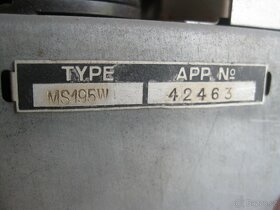 TYPE APP. Nº
MS195W 42463